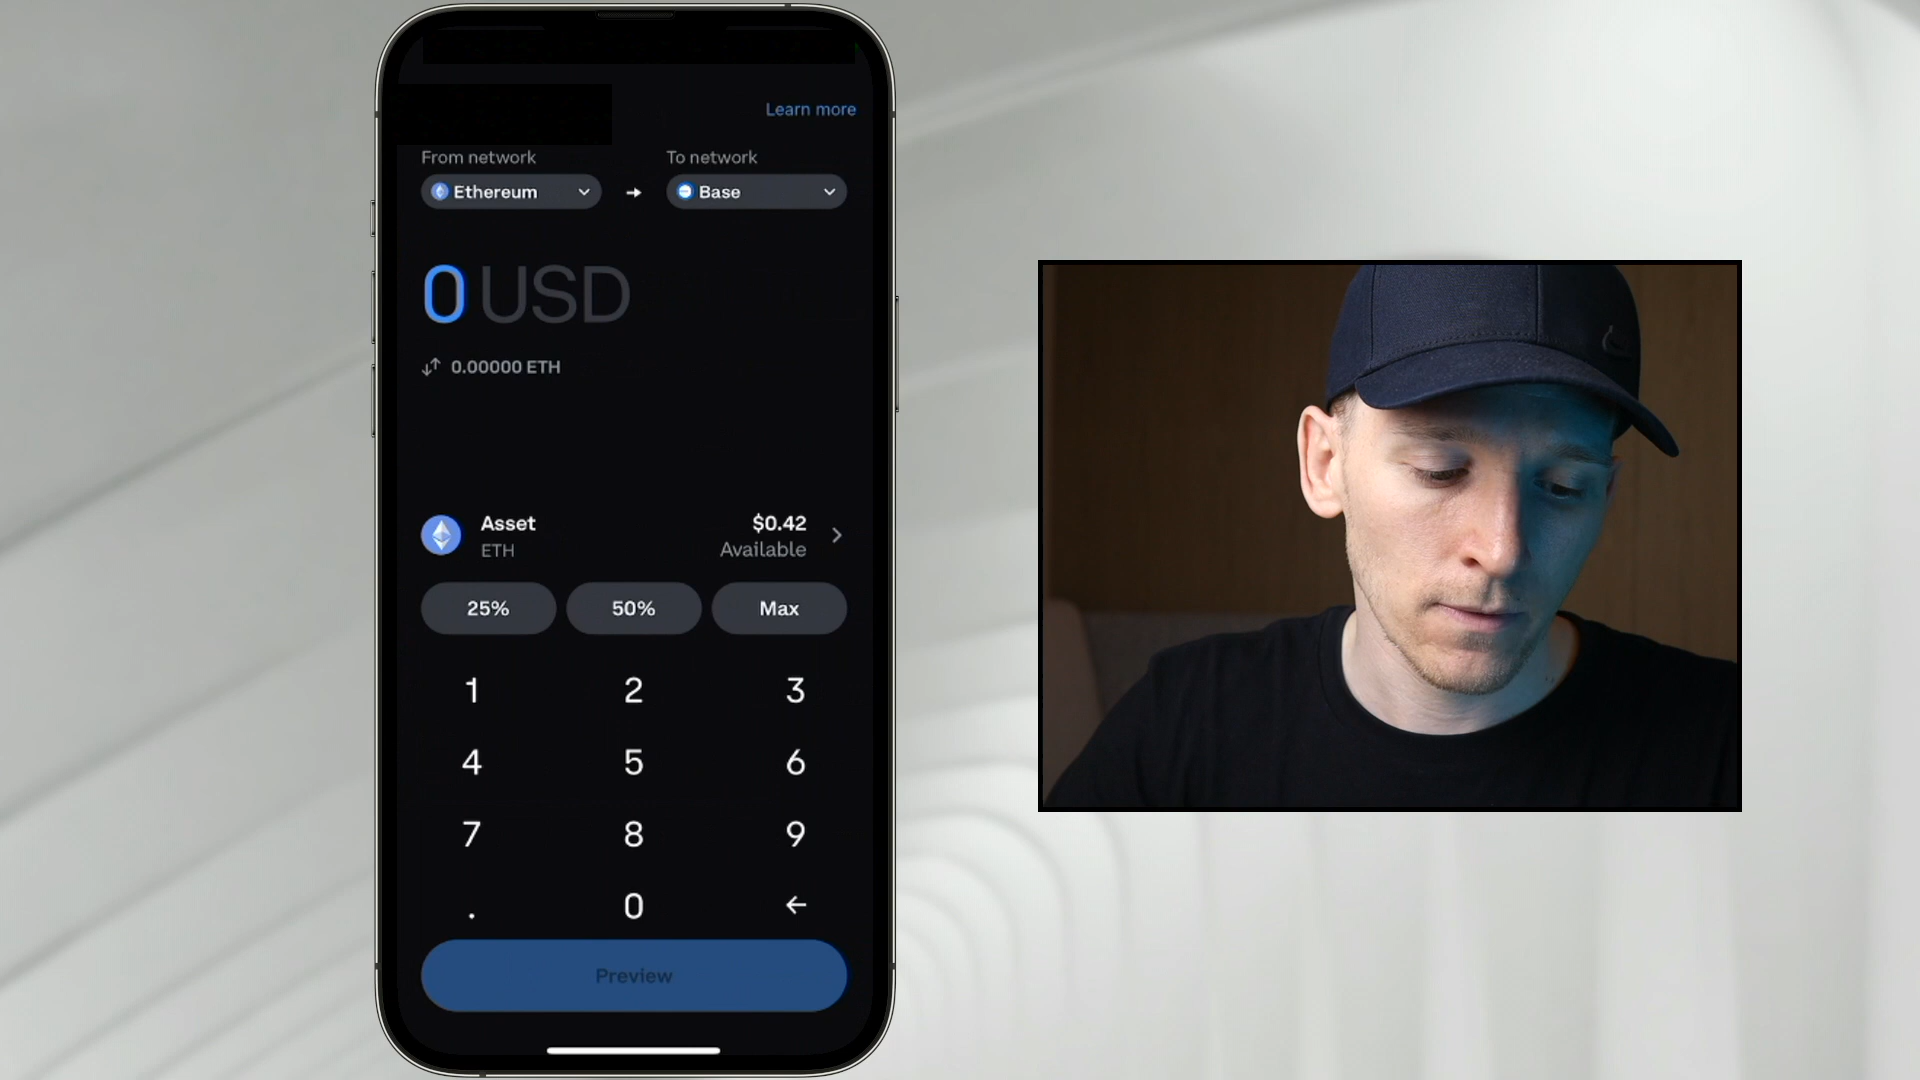 Learn more
From network
To network
Ethereum
Base
0 USD
0.00000 ETH
Asset
$0.42
ETH
Available
25%
50%
Max
1
2
3
4
5
6
7
8
9
.
0
Preview